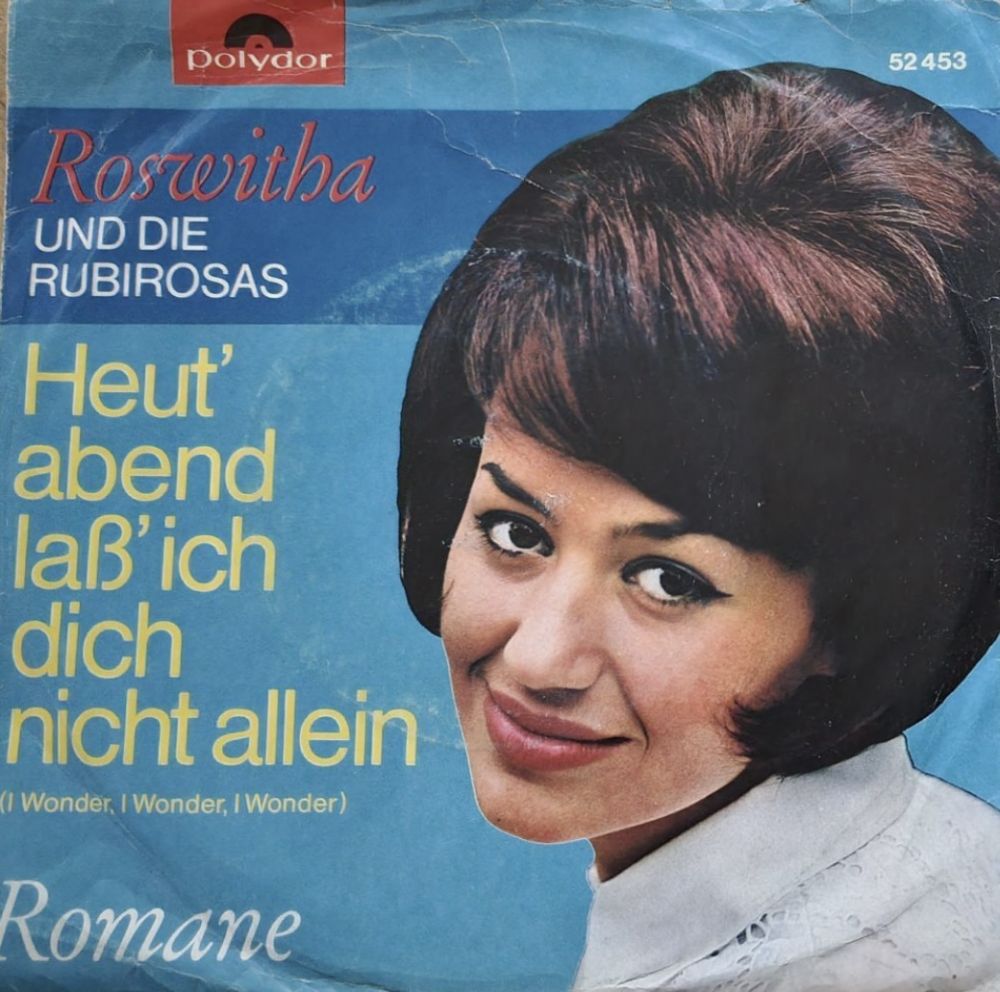 polydor
52 453
Roswitha
UND DIE
RUBIROSAS
Heut'
abend
laß' ich
dich
nicht allein
(I Wonder, I Wonder, I Wonder)
Romane